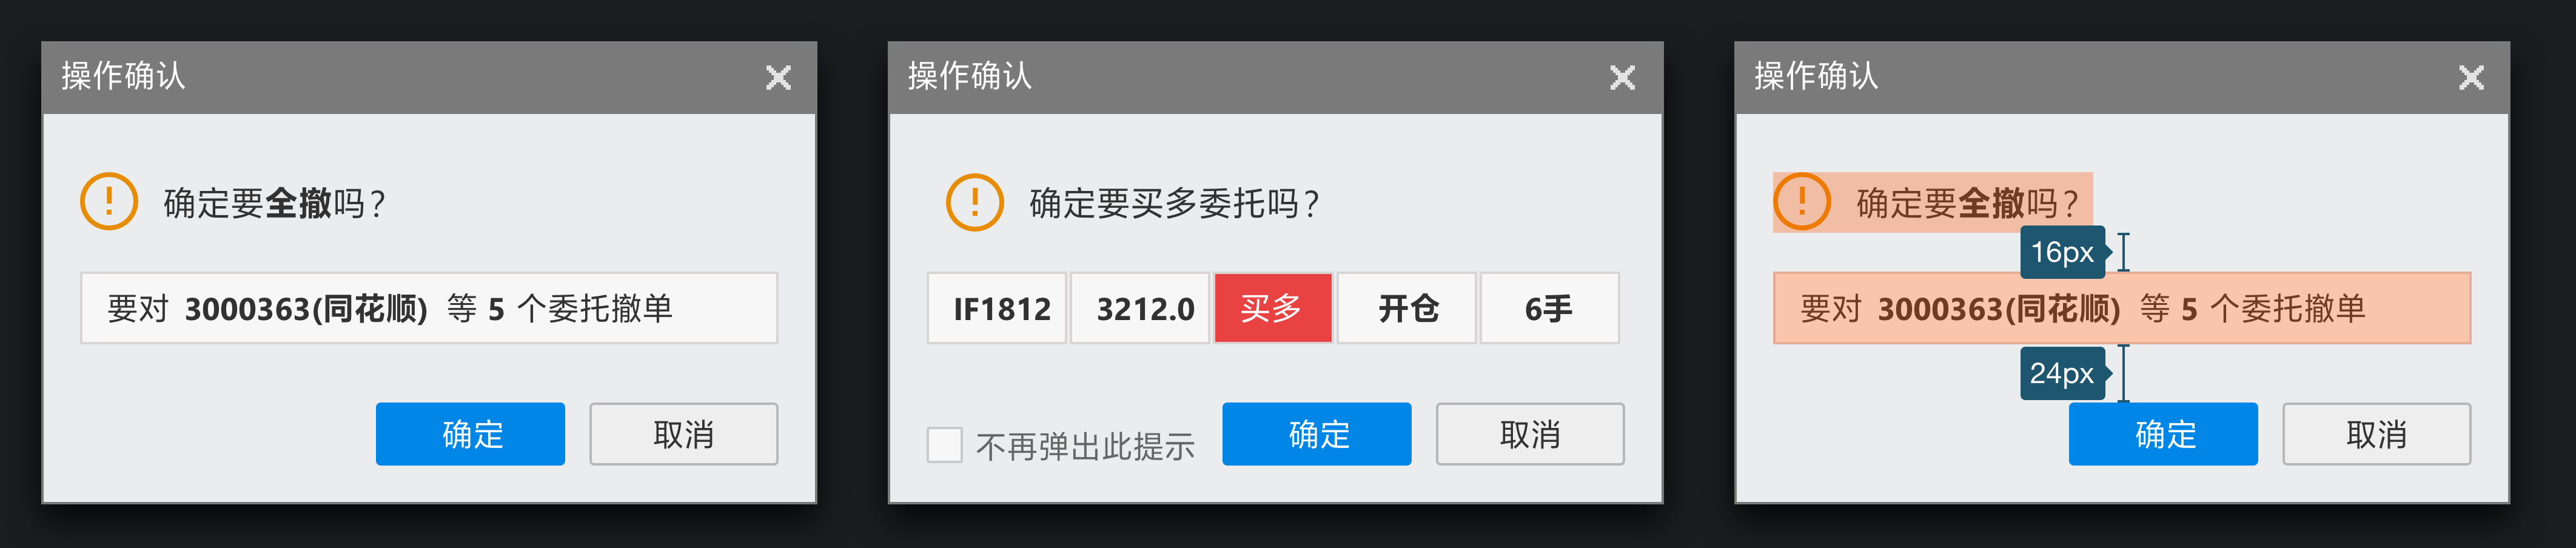 操作确认
确定要全撤吗？
要对 3000363(同花顺) 等 5 个委托撤单
确定 取消
操作确认
确定要买多委托吗？
IF1812 3212.0 买多 开仓 6手
不再弹出此提示 确定 取消
操作确认
确定要全撤吗？
16px
要对 3000363(同花顺) 等 5 个委托撤单
24px
确定 取消